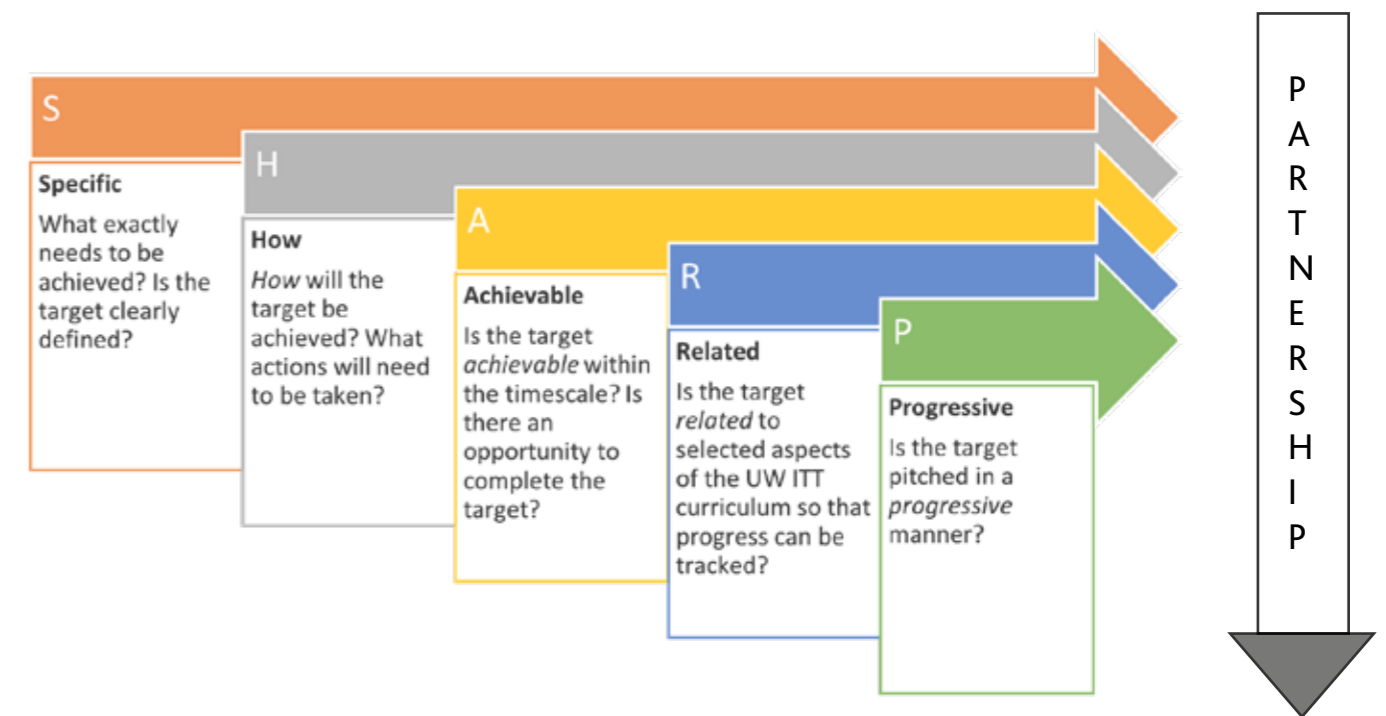 S
Specific
What exactly
needs to be
achieved? Is the
target clearly
defined?
H
How
How will the
target be
achieved? What
actions will need
to be taken?
A
Achievable
Is the target
achievable within
the timescale? Is
there an
opportunity to
complete the
target?
R
Related
Is the target
related to
selected aspects
of the UW ITT
curriculum so that
progress can be
tracked?
P
Progressive
Is the target
pitched in a
progressive
manner?
P
A
R
T
N
E
R
S
H
I
P